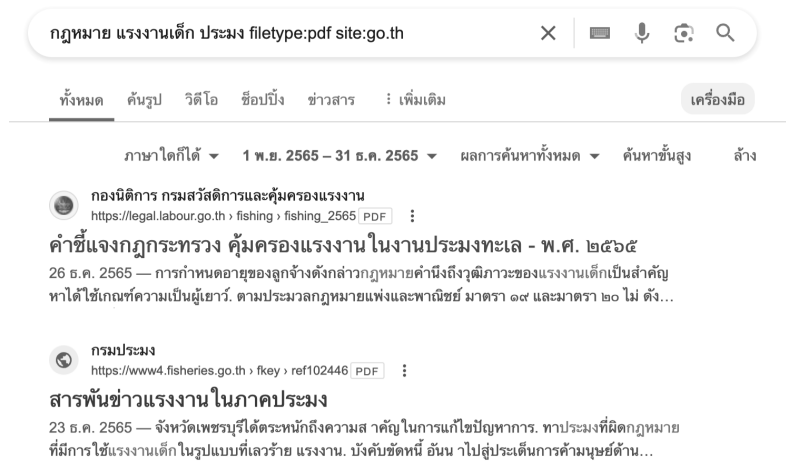 กฎหมาย แรงงานเด็ก ประมง filetype:pdf site:go.th
ทั้งหมด ค้นรูป วิดีโอ ช็อปปิ้ง ข่าวสาร ⋮ เพิ่มเติม เครื่องมือ
ภาษาใดก็ได้ 1 พ.ย. 2565 – 31 ธ.ค. 2565 ผลการค้นหาทั้งหมด ค้นหาขั้นสูง ล้าง
กองนิติการ กรมสวัสดิการและคุ้มครองแรงงาน
https://legal.labour.go.th › fishing › fishing_2565 PDF
คำชี้แจงกฎกระทรวง คุ้มครองแรงงานในงานประมงทะเล - พ.ศ. ๒๕๖๕
26 ธ.ค. 2565 — การกำหนดอายุของลูกจ้างดังกล่าวกฎหมายคำนึงถึงวุฒิภาวะของแรงงานเด็กเป็นสำคัญ
หาได้ใช้เกณฑ์ความเป็นผู้เยาว์. ตามประมวลกฎหมายแพ่งและพาณิชย์ มาตรา ๑๙ และมาตรา ๒๐ ไม่ ดัง...
กรมประมง
https://www4.fisheries.go.th › fkey › ref102446 PDF
สารพันข่าวแรงงานในภาคประมง
23 ธ.ค. 2565 — จังหวัดเพชรบุรีได้ตระหนักถึงความส าคัญในการแก้ไขปัญหาการ. ทาประมงที่ผิดกฎหมาย
ที่มีการใช้แรงงานเด็กในรูปแบบที่เลวร้าย แรงงาน. บังคับขัดหนี้ อันน าไปสู่ประเด็นการค้ามนุษย์ด้าน...